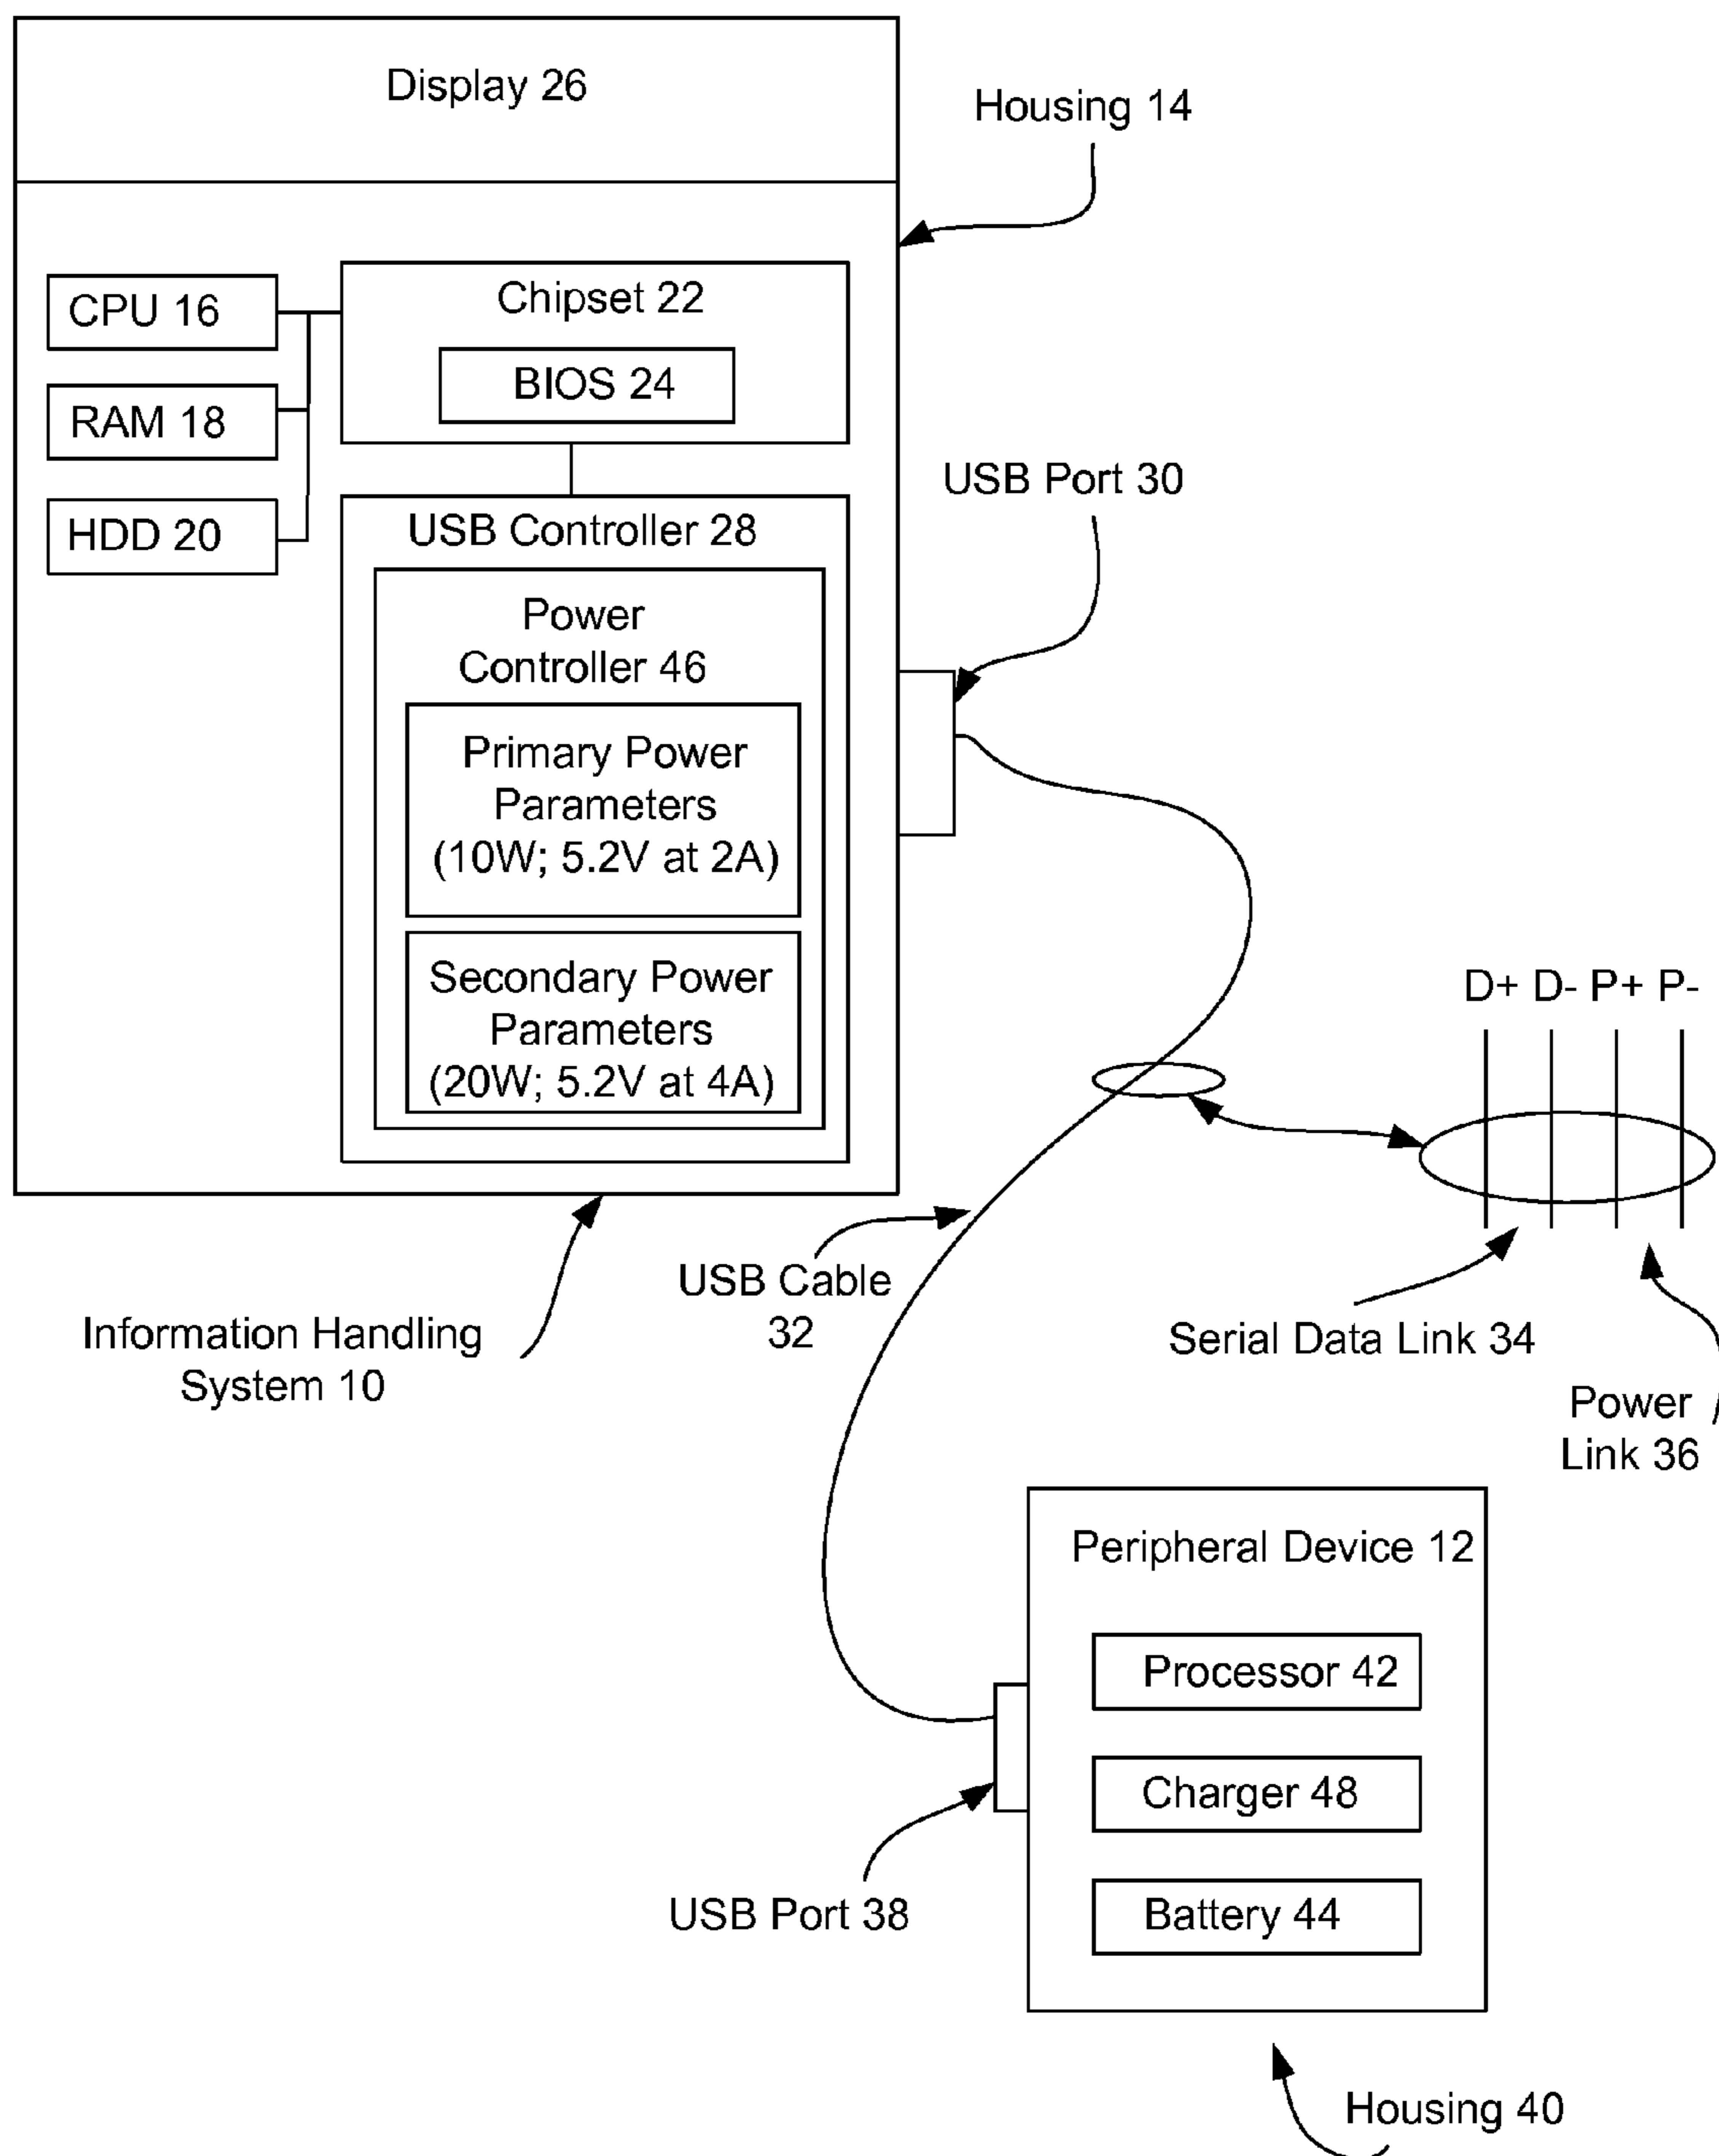 Display 26
Housing 14
CPU 16
Chipset 22
BIOS 24
RAM 18
HDD 20
USB Port 30
USB Controller 28
Power
Controller 46
Primary Power
Parameters
(10W; 5.2V at 2A)
Secondary Power
Parameters
(20W; 5.2V at 4A)
D+ D- P+ P-
USB Cable
32
Information Handling
System 10
Serial Data Link 34
Power
Link 36
Peripheral Device 12
Processor 42
Charger 48
Battery 44
USB Port 38
Housing 40